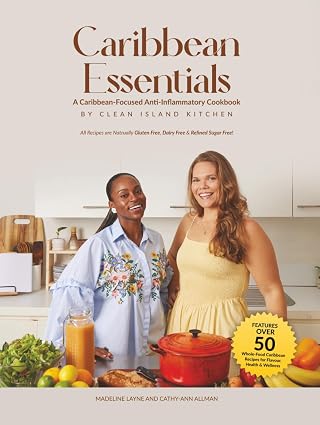 Caribbean
Essentials
A Caribbean-Focused Anti-Inflammatory Cookbook
BY CLEAN ISLAND KITCHEN
All Recipes are Natrually Gluten Free, Dairy Free & Refined Sugar Free!
FEATURES
OVER
50
Whole-Food Caribbean
Recipes for Flavour,
Health & Wellness
MADELINE LAYNE AND CATHY-ANN ALLMAN